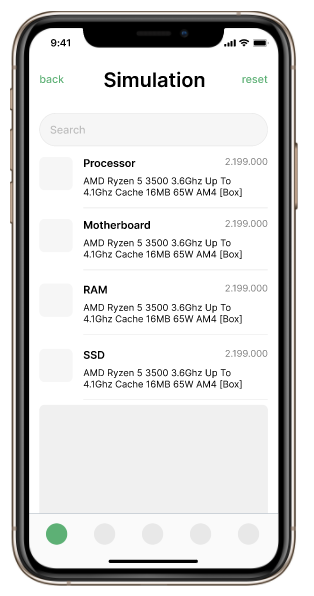 9:41
back
Simulation
reset
Search
Processor
2.199.000
AMD Ryzen 5 3500 3.6Ghz Up To
4.1Ghz Cache 16MB 65W AM4 [Box]
Motherboard
2.199.000
AMD Ryzen 5 3500 3.6Ghz Up To
4.1Ghz Cache 16MB 65W AM4 [Box]
RAM
2.199.000
AMD Ryzen 5 3500 3.6Ghz Up To
4.1Ghz Cache 16MB 65W AM4 [Box]
SSD
2.199.000
AMD Ryzen 5 3500 3.6Ghz Up To
4.1Ghz Cache 16MB 65W AM4 [Box]